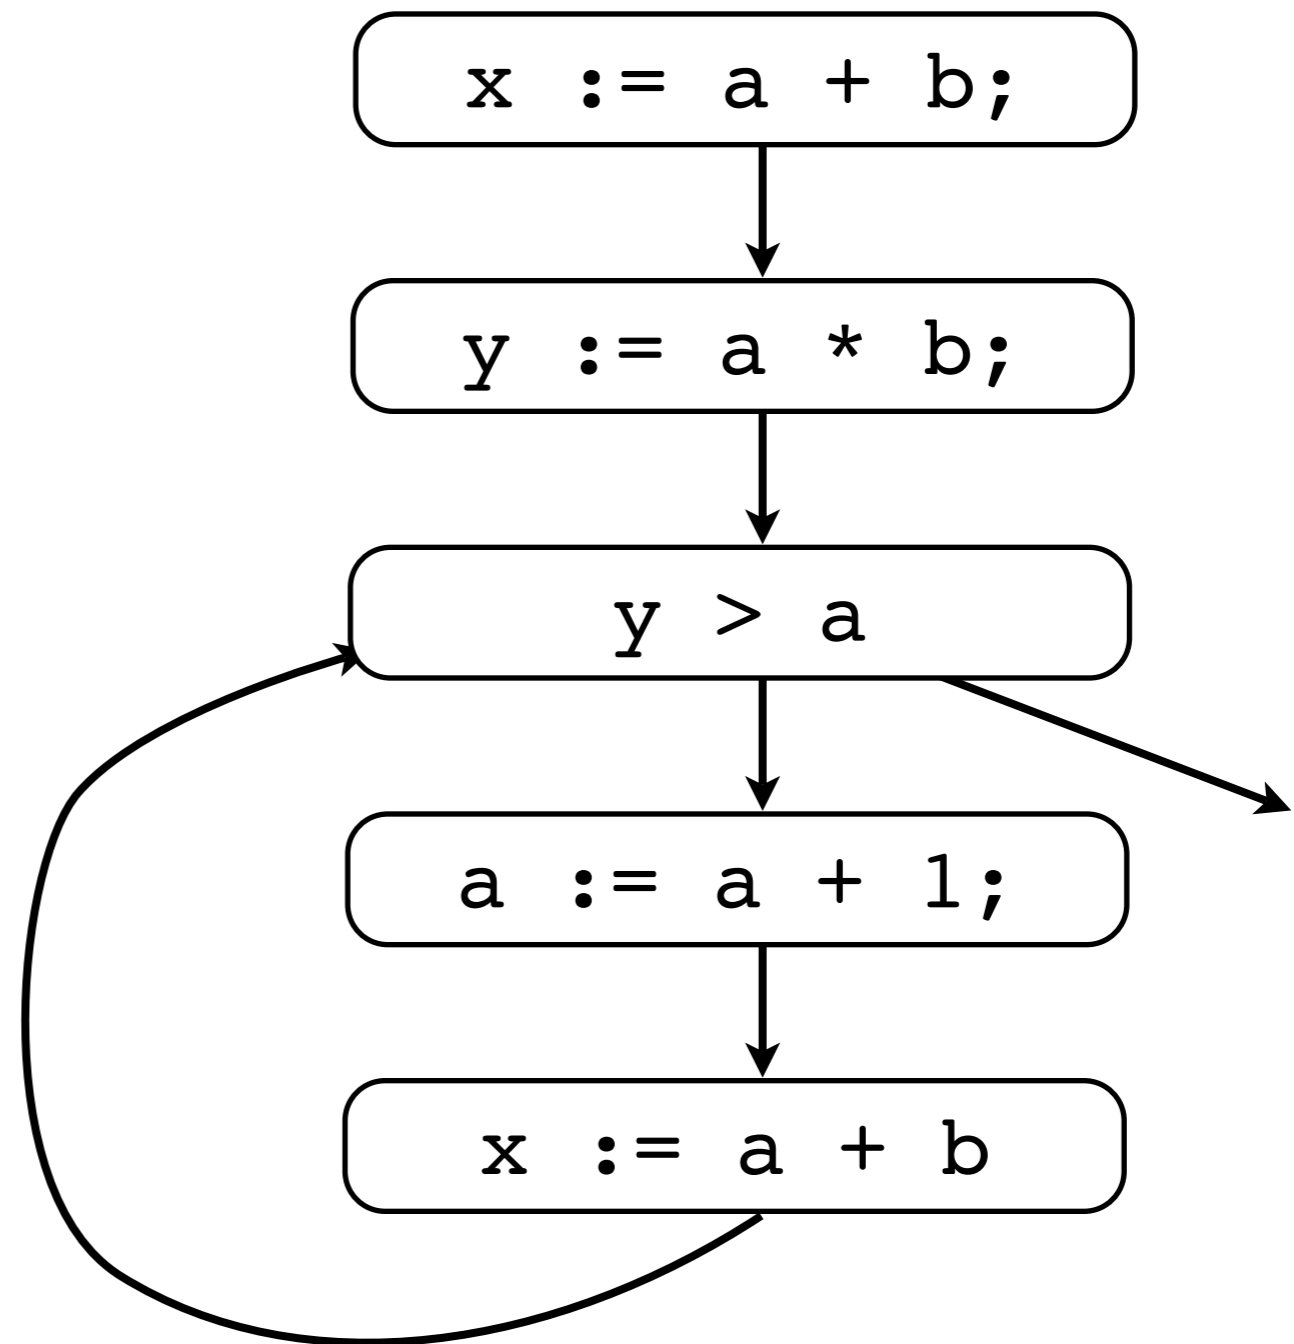 x := a + b;
y := a * b;
y > a
a := a + 1;
x := a + b